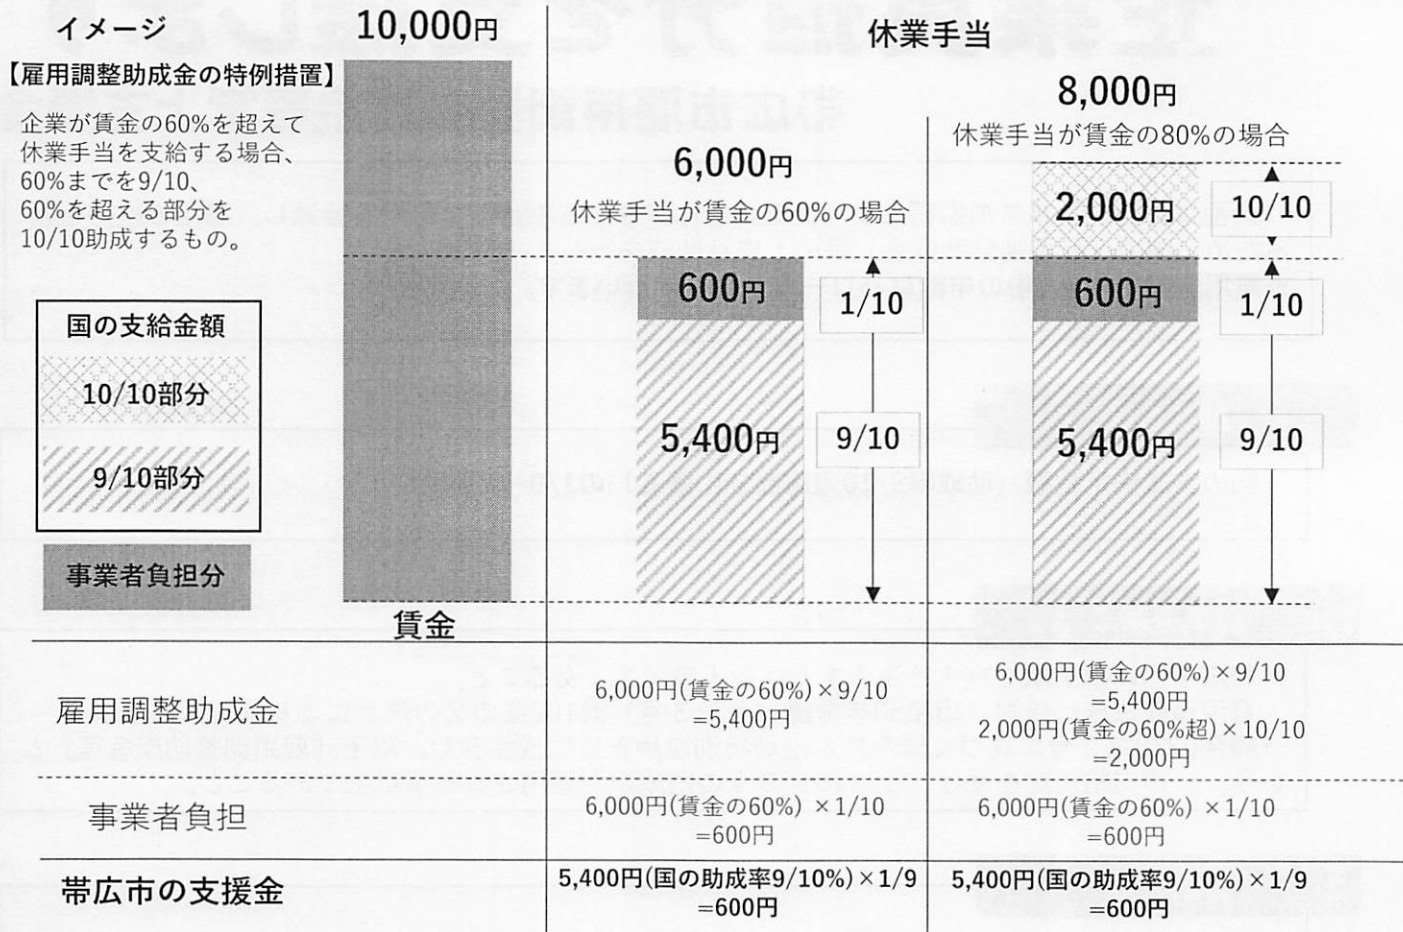 イメージ
【雇用調整助成金の特例措置】
企業が賃金の60%を超えて
休業手当を支給する場合、
60%までを9/10、
60%を超える部分を
10/10助成するもの。
国の支給金額
10/10部分
9/10部分
事業者負担分
10,000円
賃金
休業手当
6,000円
休業手当が賃金の60%の場合
600円
1/10
5,400円
9/10
8,000円
休業手当が賃金の80%の場合
2,000円
10/10
600円
1/10
5,400円
9/10
雇用調整助成金
6,000円(賃金の60%)×9/10
=5,400円
6,000円(賃金の60%)×9/10
=5,400円
2,000円(賃金の60%超)×10/10
=2,000円
事業者負担
6,000円(賃金の60%) ×1/10
=600円
6,000円(賃金の60%) ×1/10
=600円
帯広市の支援金
5,400円(国の助成率9/10%)×1/9
=600円
5,400円(国の助成率9/10%)×1/9
=600円